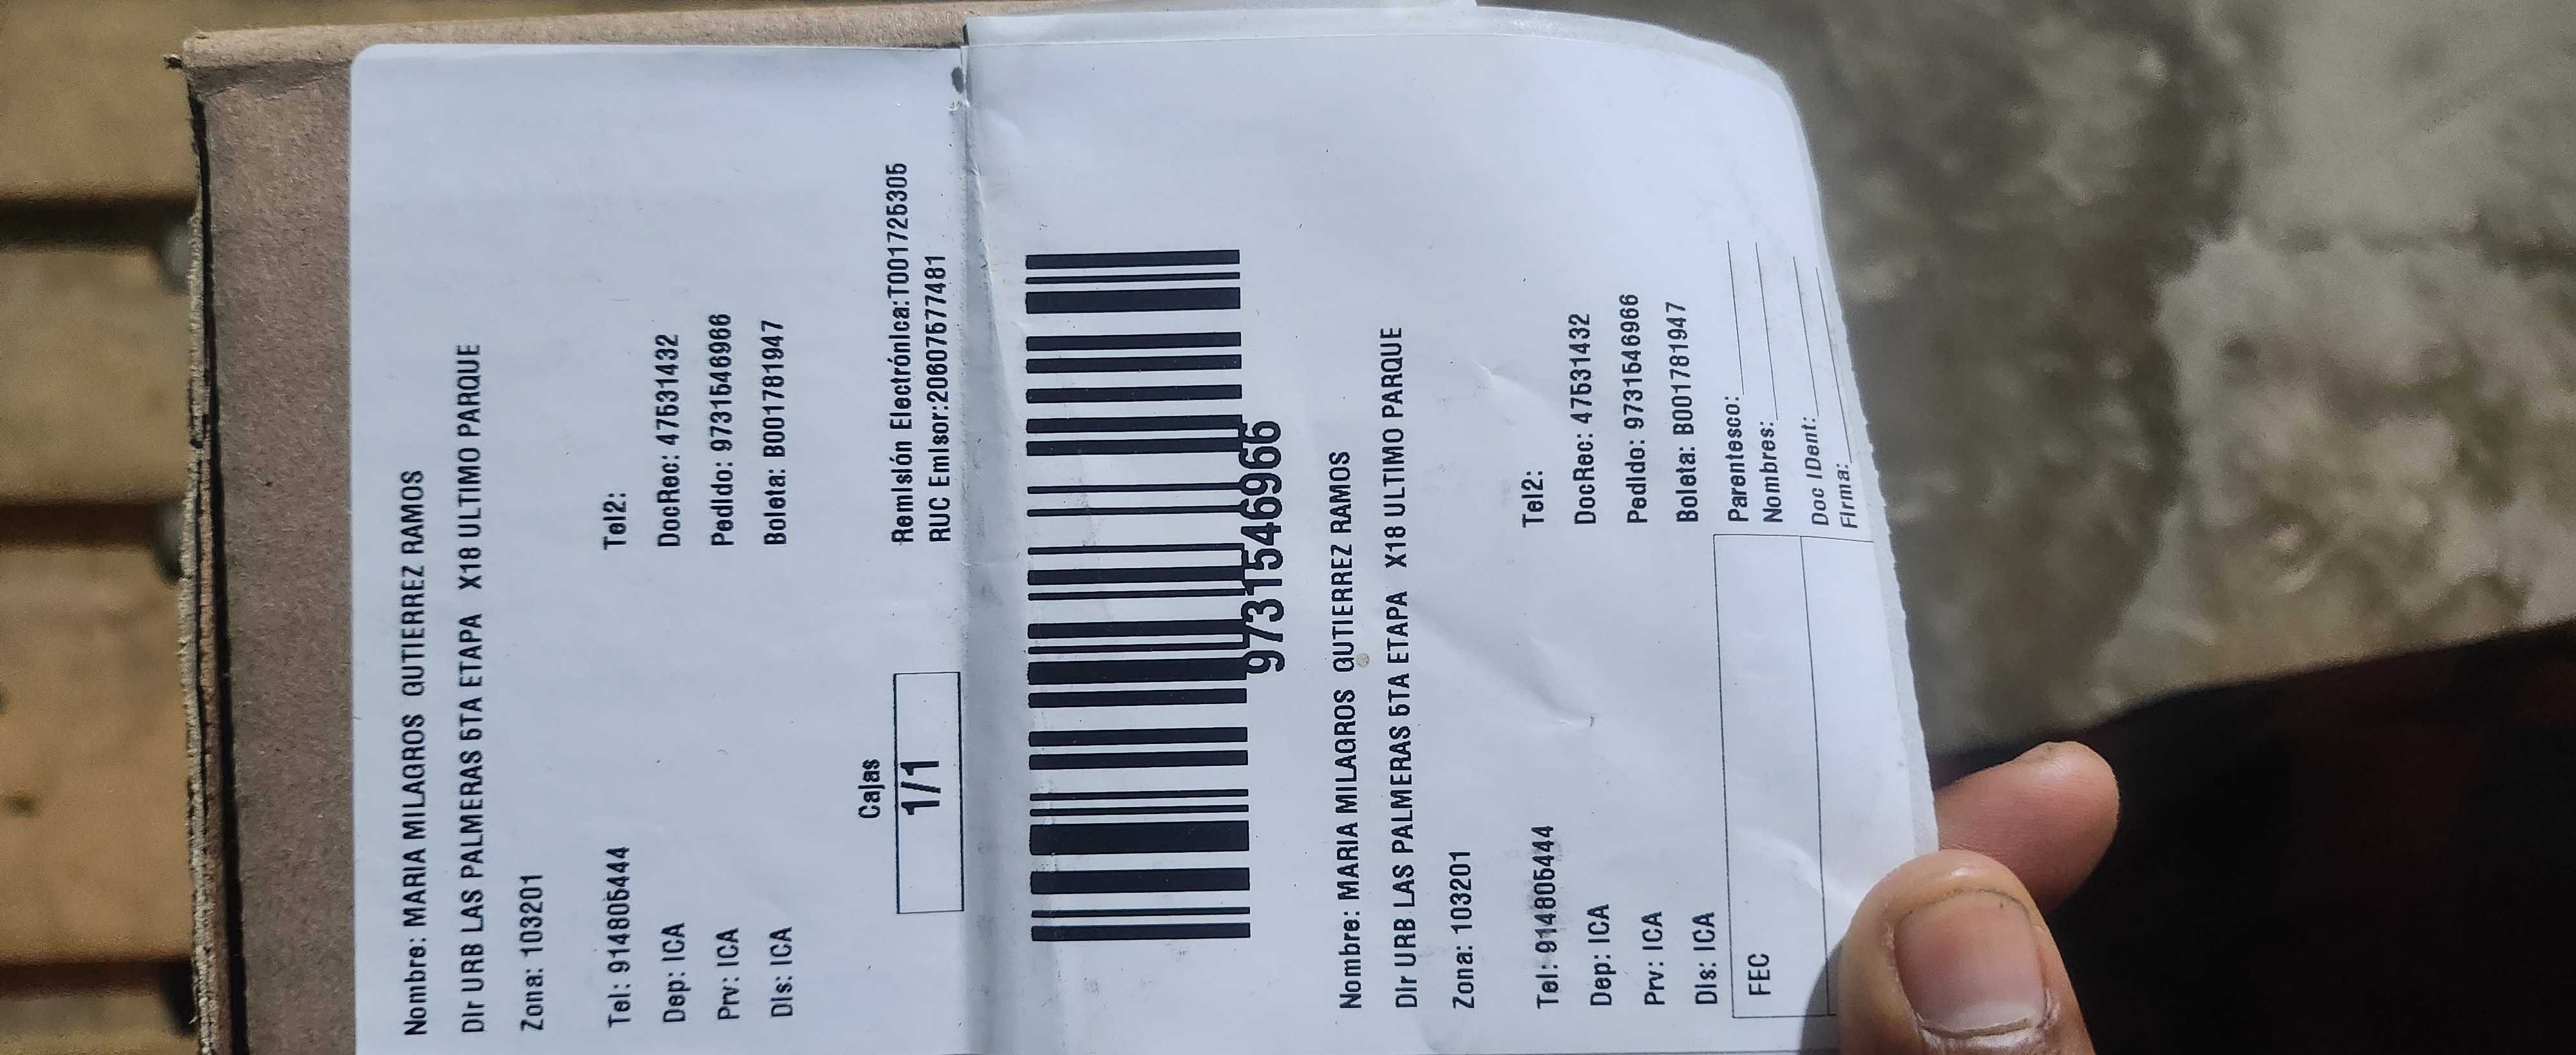 Nombre: MARIA MILAGROS GUTIERREZ RAMOS
Dir URB LAS PALMERAS 5TA ETAPA X18 ULTIMO PARQUE
Zona: 103201
Tel: 914805444 Tel2:
Dep: ICA DocRec: 47531432
Prv: ICA Pedido: 9731546966
Dis: ICA Boleta: B001781947
Cajas
1/1
Remisión Electrónica:T001725305
RUC Emisor:20607577481
9731546966
Nombre: MARIA MILAGROS GUTIERREZ RAMOS
Dir URB LAS PALMERAS 5TA ETAPA X18 ULTIMO PARQUE
Zona: 103201
Tel: 914805444 Tel2:
Dep: ICA DocRec: 47531432
Prv: ICA Pedido: 9731546966
Dis: ICA Boleta: B001781947
FEC
Parentesco:
Nombres:
Doc IDent:
Firma: